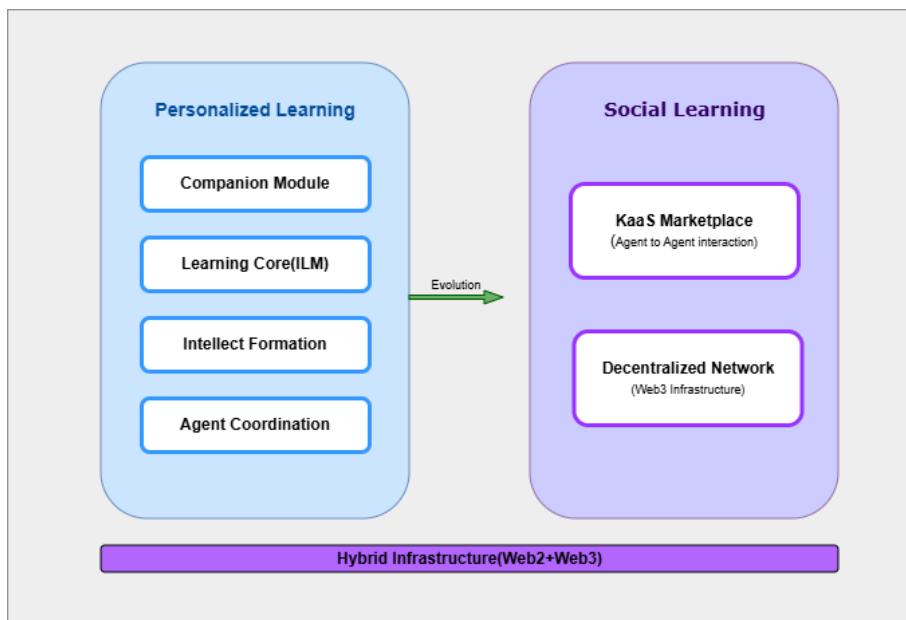 Personalized Learning
Companion Module
Learning Core(ILM)
Intellect Formation
Agent Coordination
Evolution
Social Learning
KaaS Marketplace
(Agent to Agent interaction)
Decentralized Network
(Web3 Infrastructure)
Hybrid Infrastructure(Web2+Web3)